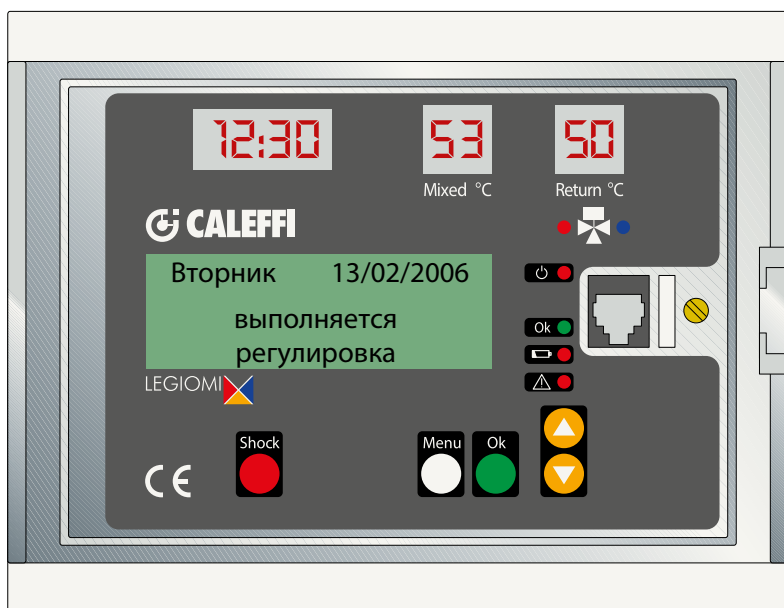 12:30 53 50
Mixed °C Return °C
CALEFFI
Вторник 13/02/2006
выполняется
регулировка
Ok
LEGIOMIX
Shock Menu Ok
CE